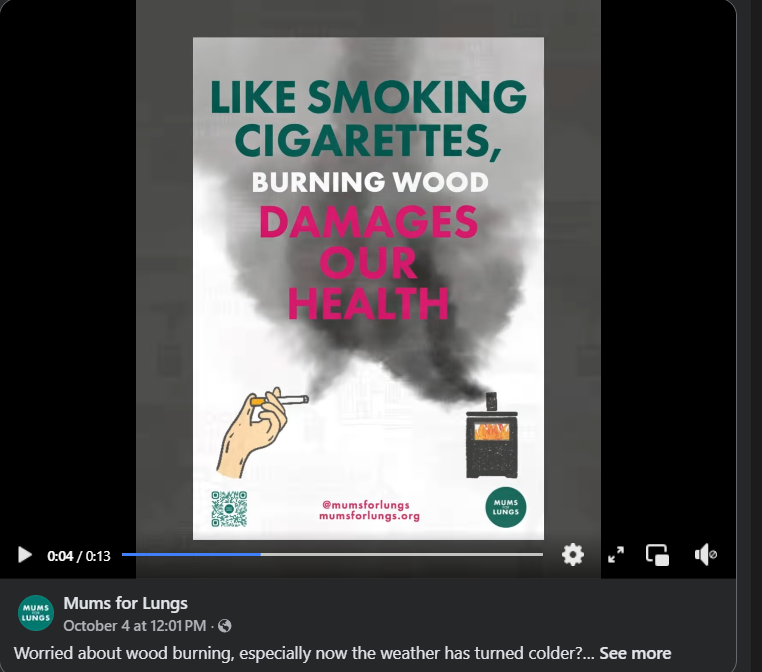 LIKE SMOKING
CIGARETTES,
BURNING WOOD
DAMAGES
OUR
HEALTH
@mumsforlungs
mumsforlungs.org
MUMS
FOR
LUNGS
0:04 / 0:13
MUMS
FOR
LUNGS
Mums for Lungs
October 4 at 12:01 PM ·
Worried about wood burning, especially now the weather has turned colder?... See more